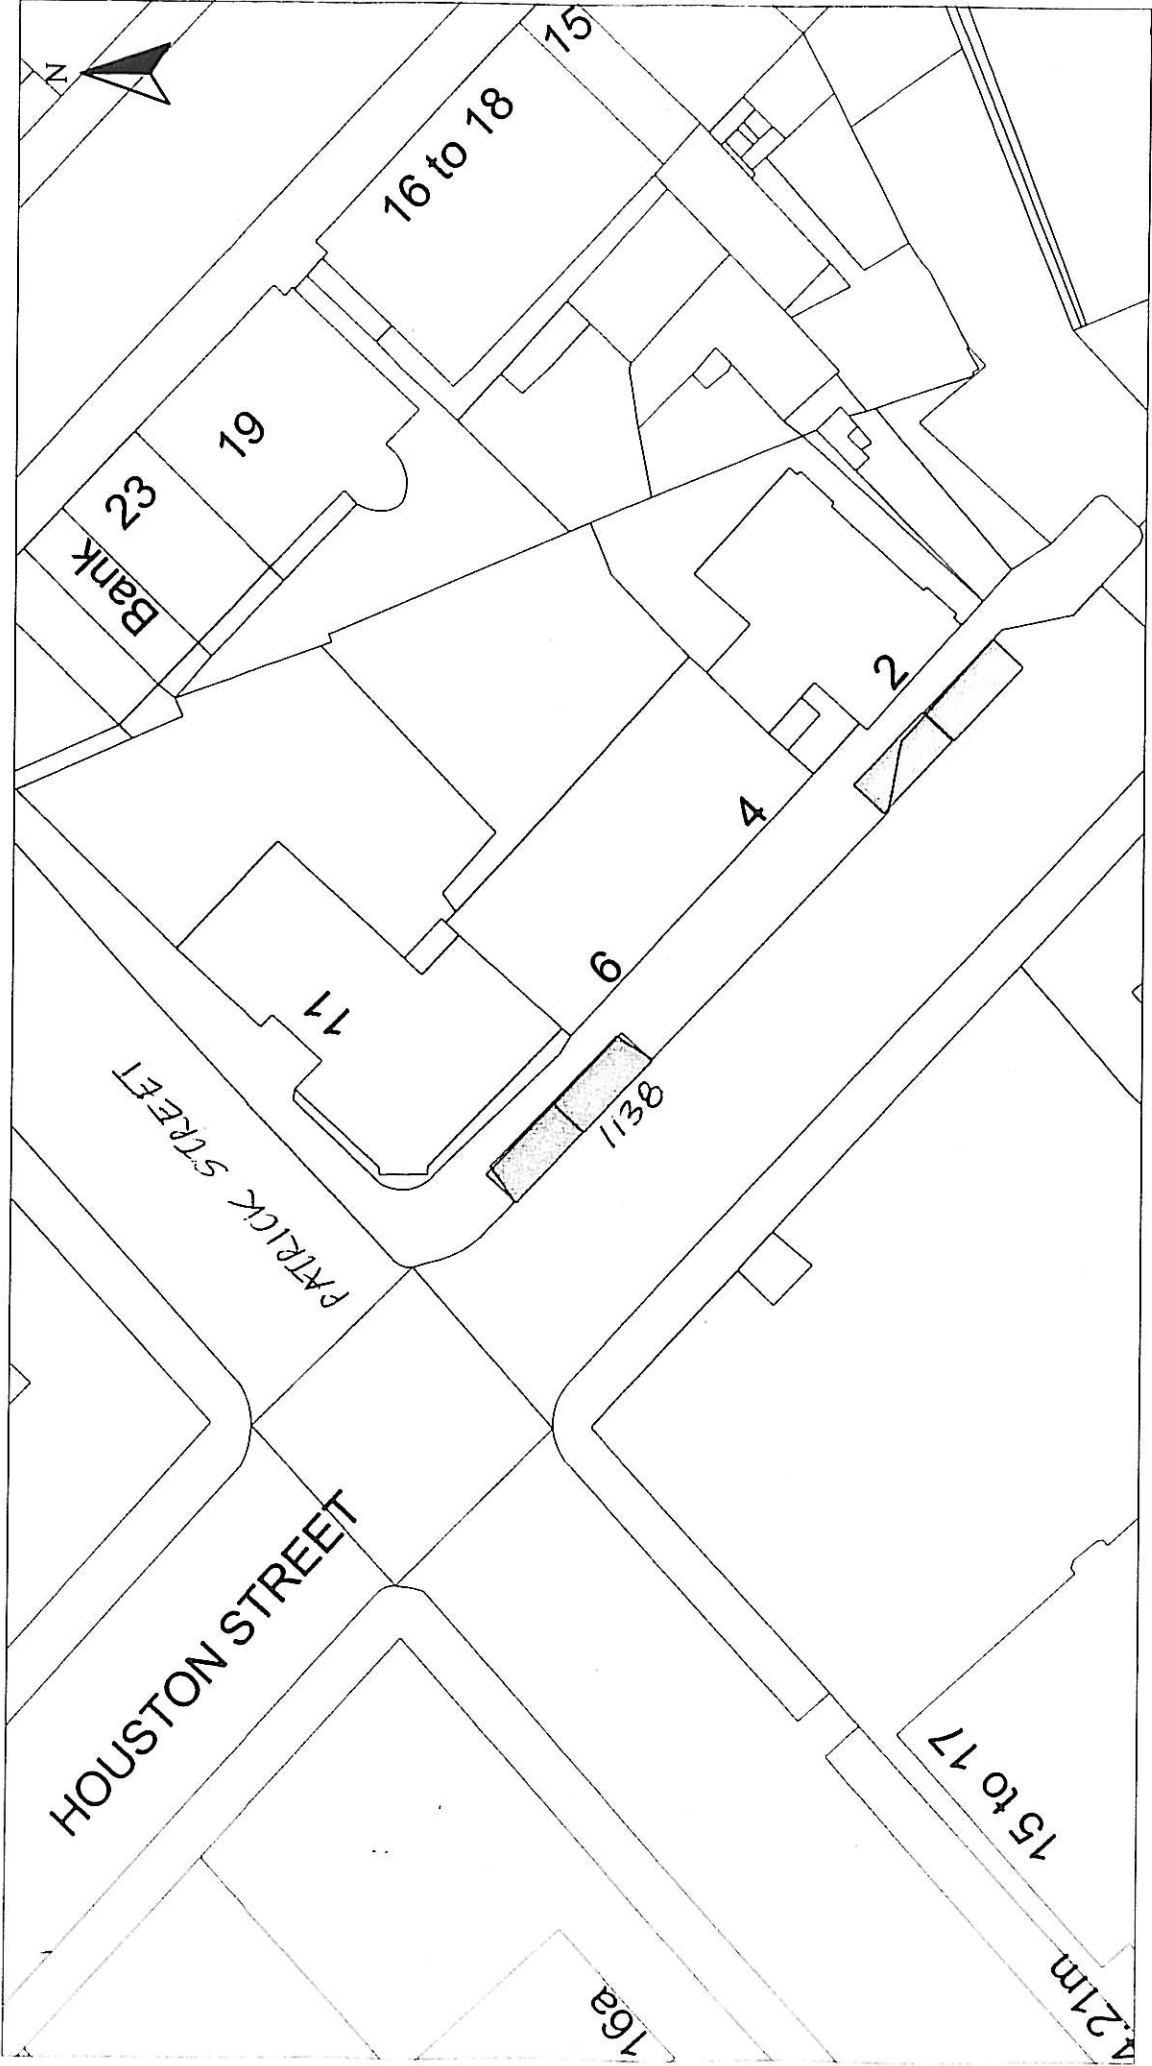 N
15
16 to 18
19
23
Bank
2
4
6
11
1138
PATRICK STREET
HOUSTON STREET
15 to 17
16a
4.21m